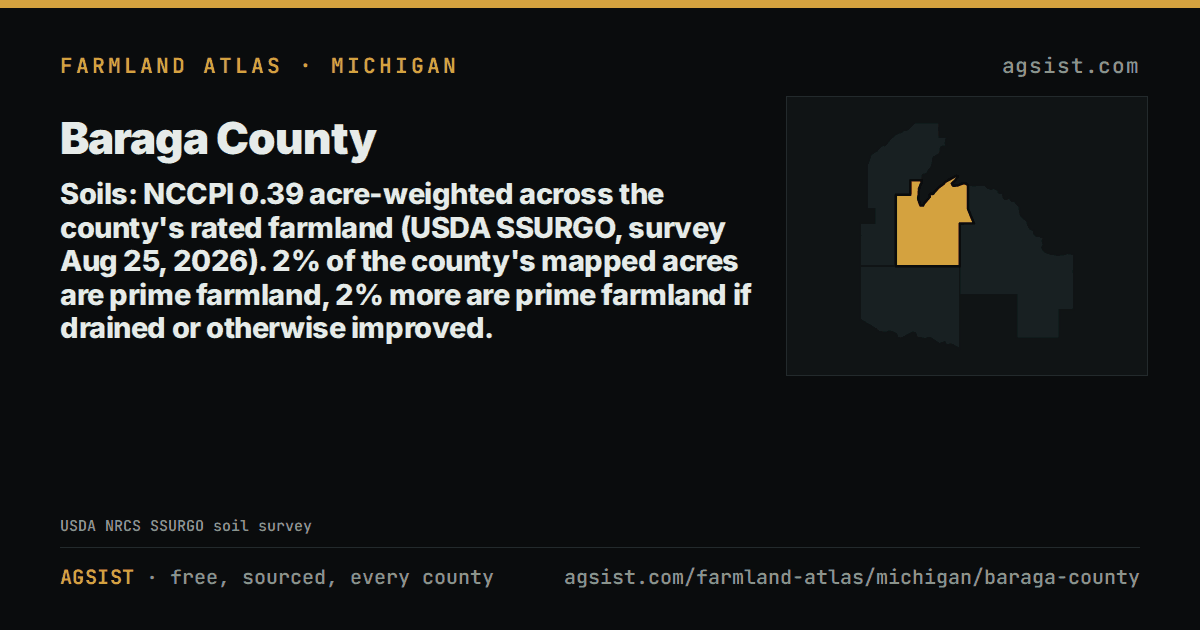 FARMLAND ATLAS · MICHIGAN
agsist.com
Baraga County
Soils: NCCPI 0.39 acre-weighted across the
county's rated farmland (USDA SSURGO, survey
Aug 25, 2026). 2% of the county's mapped acres
are prime farmland, 2% more are prime farmland if
drained or otherwise improved.
USDA NRCS SSURGO soil survey
AGSIST · free, sourced, every county
agsist.com/farmland-atlas/michigan/baraga-county